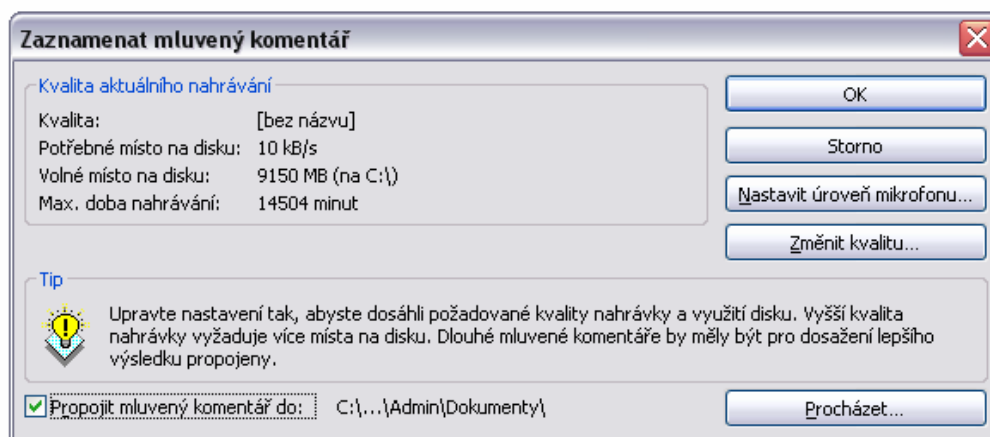 Zaznamenat mluvený komentář
Kvalita aktuálního nahrávání
Kvalita: [bez názvu]
Potřebné místo na disku: 10 kB/s
Volné místo na disku: 9150 MB (na C:\)
Max. doba nahrávání: 14504 minut
OK
Storno
Nastavit úroveň mikrofonu...
Změnit kvalitu...
Tip
Upravte nastavení tak, abyste dosáhli požadované kvality nahrávky a využití disku. Vyšší kvalita
nahrávky vyžaduje více místa na disku. Dlouhé mluvené komentáře by měly být pro dosažení lepšího
výsledku propojeny.
Propojit mluvený komentář do: C:\...\Admin\Dokumenty\
Procházet...